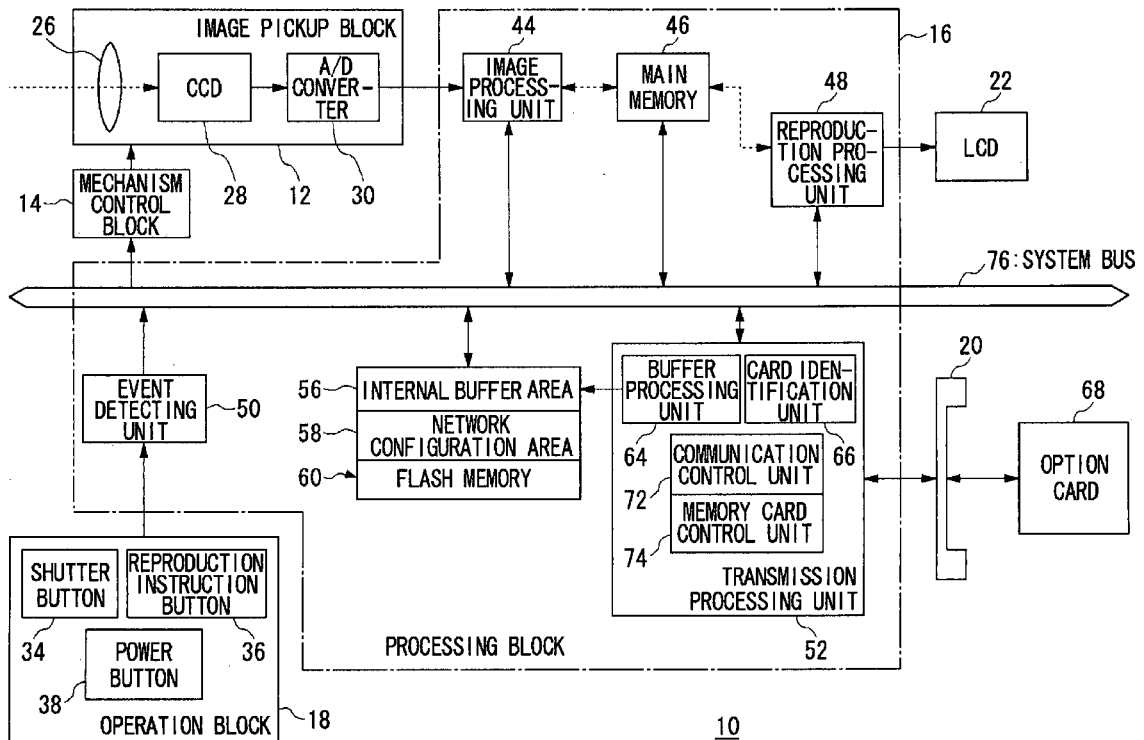 IMAGE PICKUP BLOCK
26
CCD
A/D
CONVER-
TER
28
12
30
14
MECHANISM
CONTROL
BLOCK
44
IMAGE
PROCESS-
ING UNIT
46
MAIN
MEMORY
16
48
REPRODUC-
TION PRO-
CESSING
UNIT
22
LCD
76:SYSTEM BUS
EVENT
DETECTING
UNIT
50
56
INTERNAL BUFFER AREA
58
NETWORK
CONFIGURATION AREA
60
FLASH MEMORY
BUFFER
PROCESSING
UNIT
64
CARD IDEN-
TIFICATION
UNIT
66
COMMUNICATION
CONTROL UNIT
72
MEMORY CARD
CONTROL UNIT
74
TRANSMISSION
PROCESSING UNIT
52
20
68
OPTION
CARD
SHUTTER
BUTTON
34
REPRODUCTION
INSTRUCTION
BUTTON
36
POWER
BUTTON
38
OPERATION BLOCK
18
PROCESSING BLOCK
10